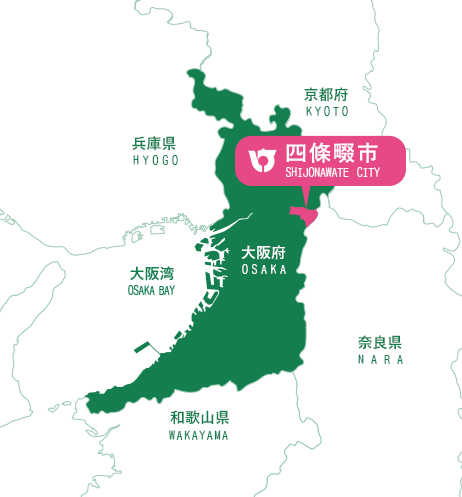 京都府
KYOTO
兵庫県
HYOGO
四條畷市
SHIJONAWATE CITY
大阪府
OSAKA
大阪湾
OSAKA BAY
奈良県
NARA
和歌山県
WAKAYAMA